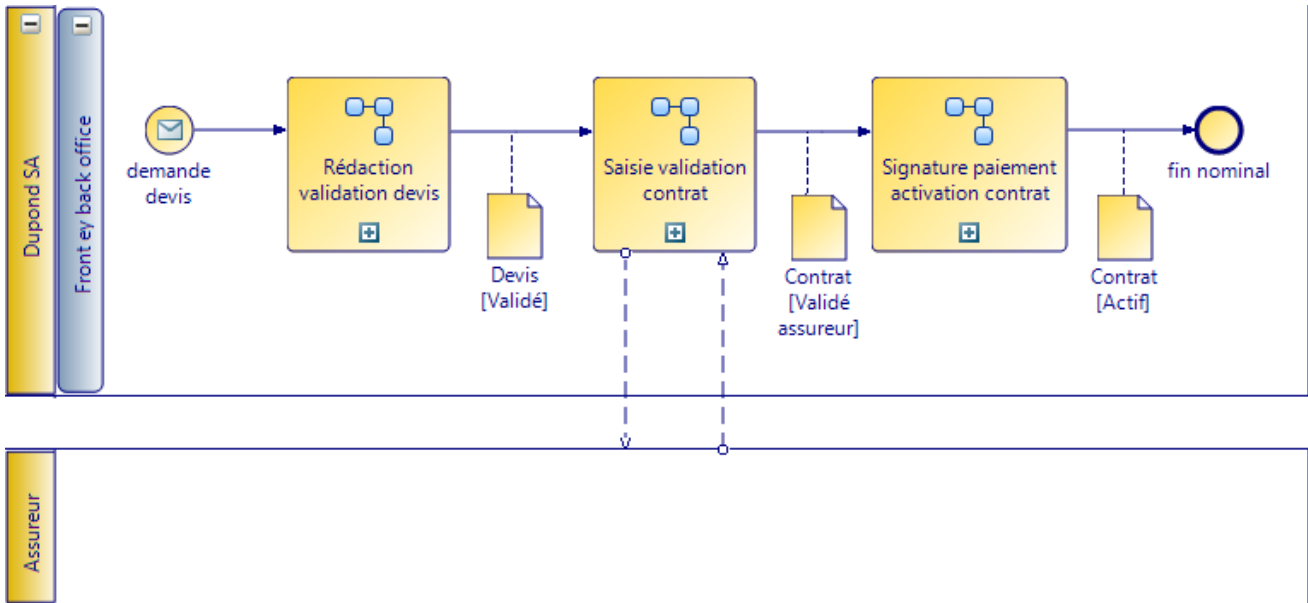 Dupond SA
Front ey back office
demande
devis
Rédaction
validation devis
Devis
[Validé]
Saisie validation
contrat
Contrat
[Validé
assureur]
Signature paiement
activation contrat
Contrat
[Actif]
fin nominal
Assureur